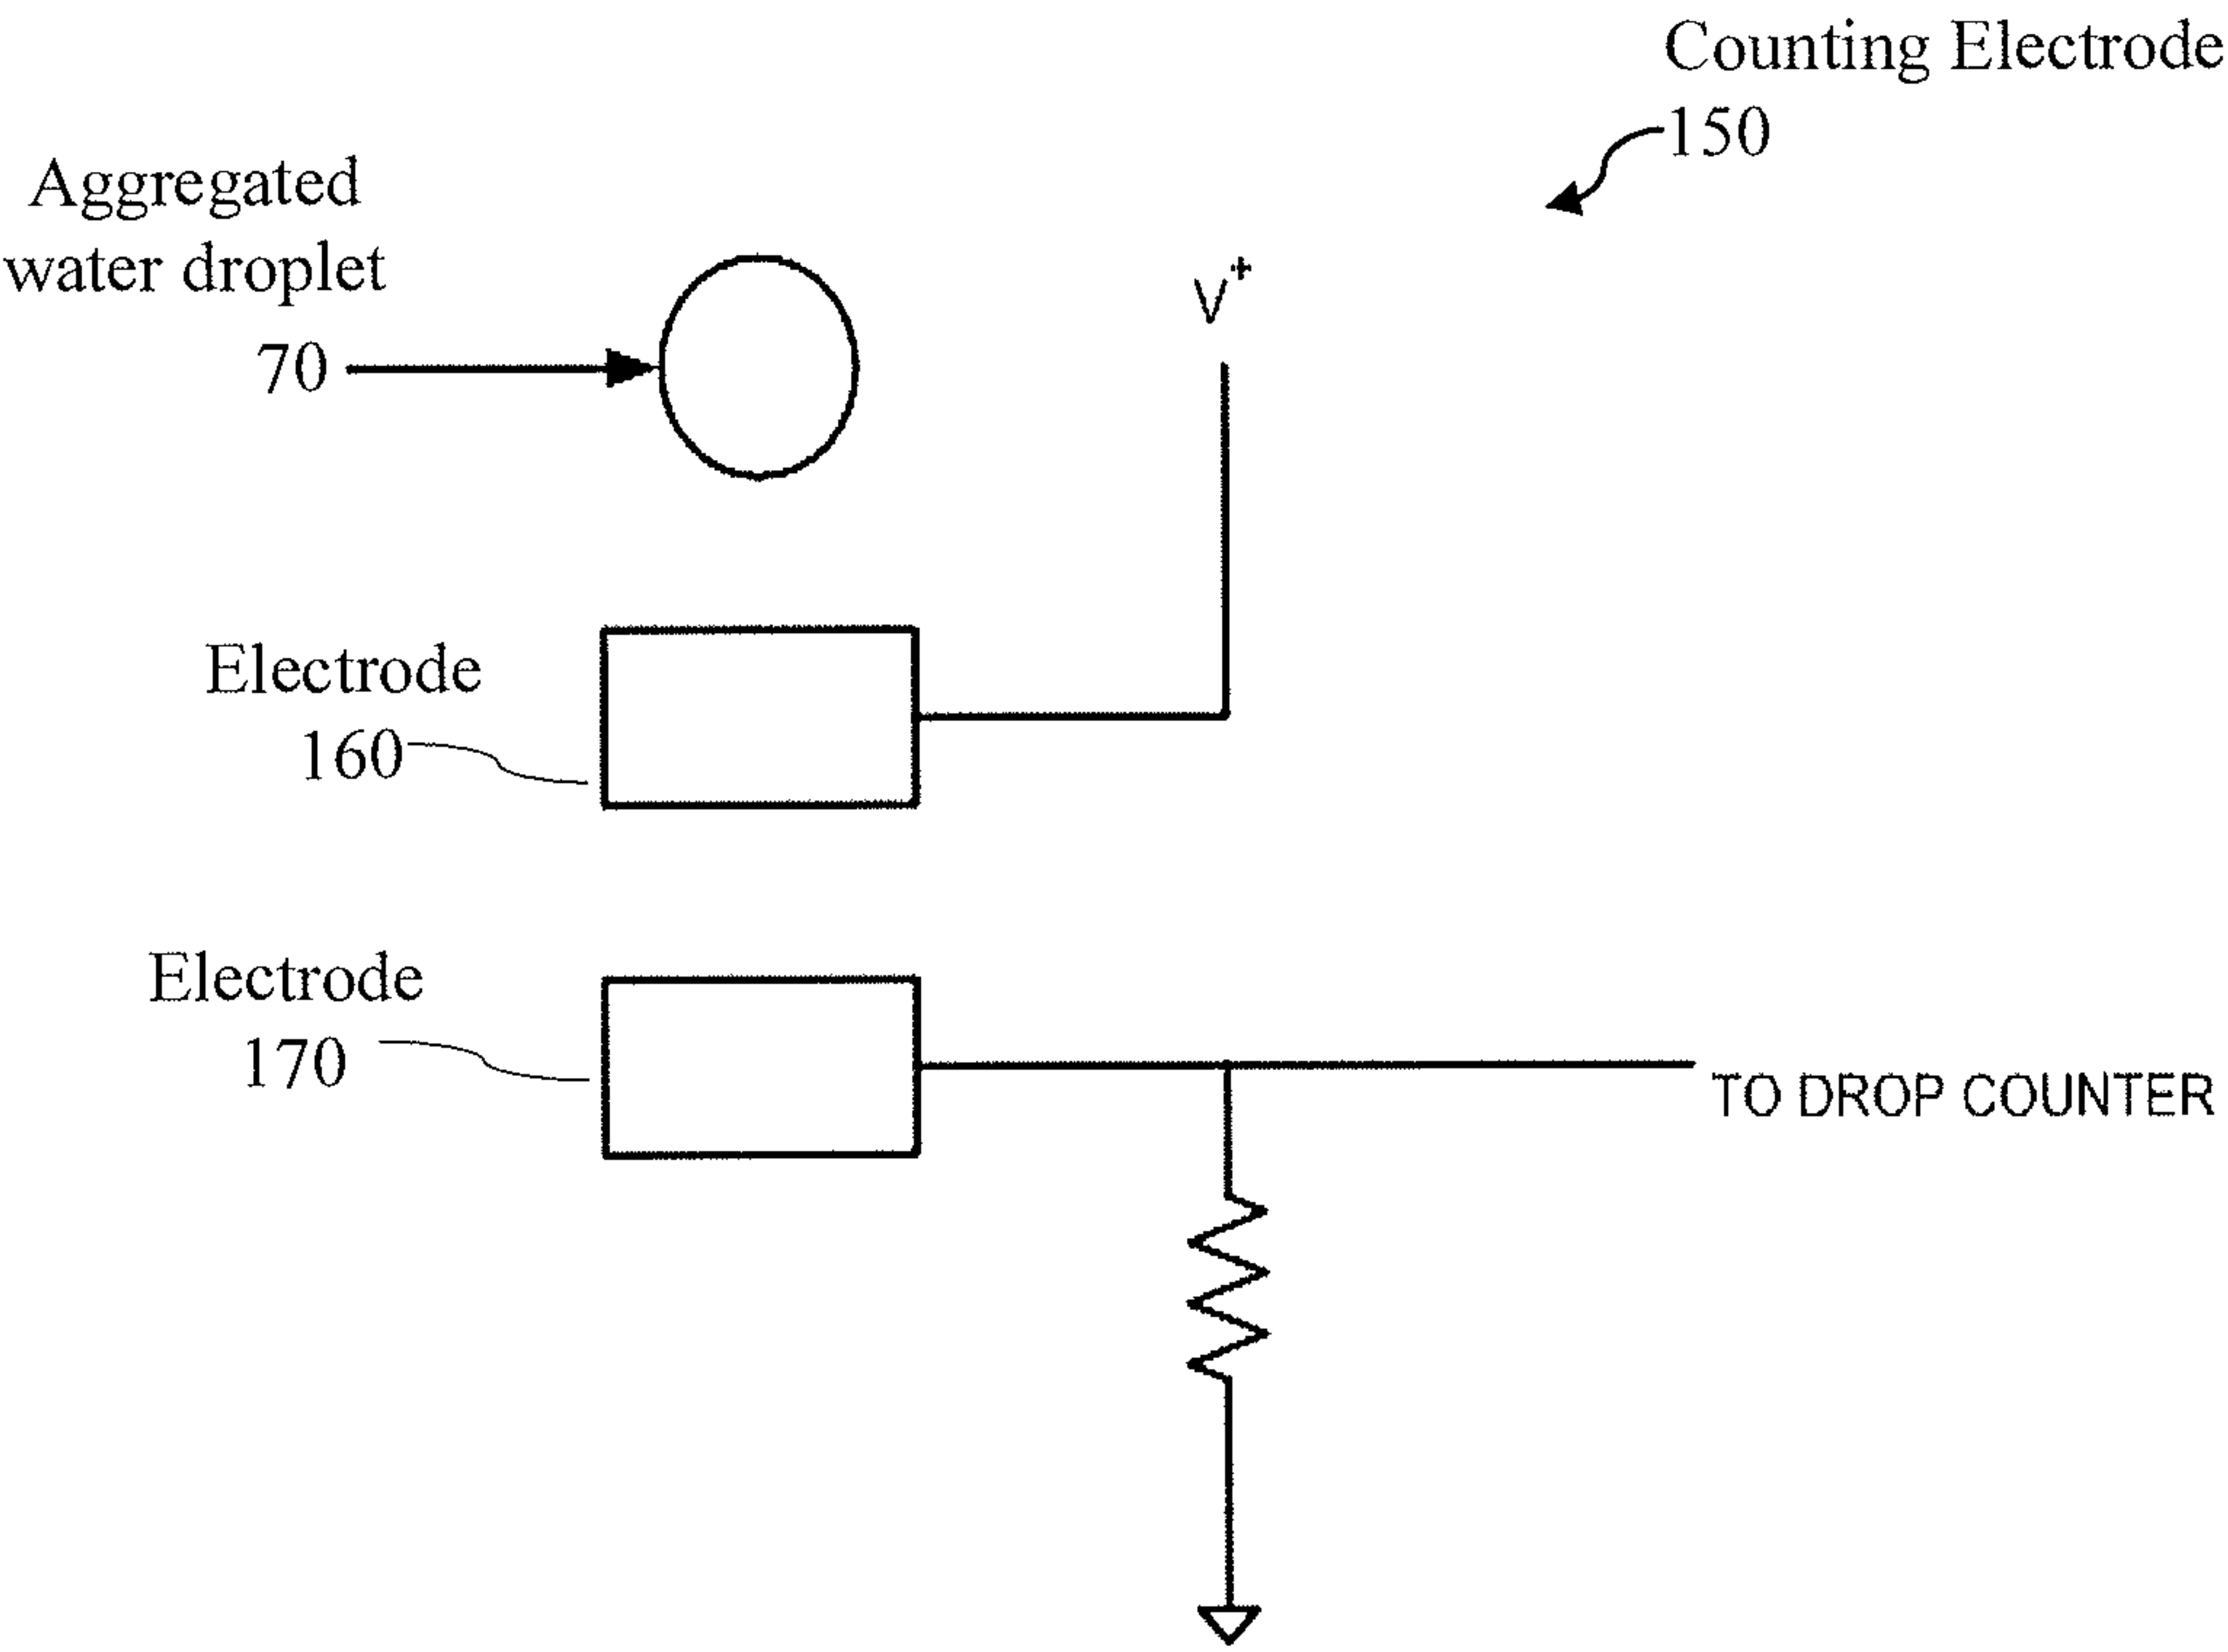 Counting Electrode
150
Aggregated
water droplet
70
V+
Electrode
160
Electrode
170
TO DROP COUNTER